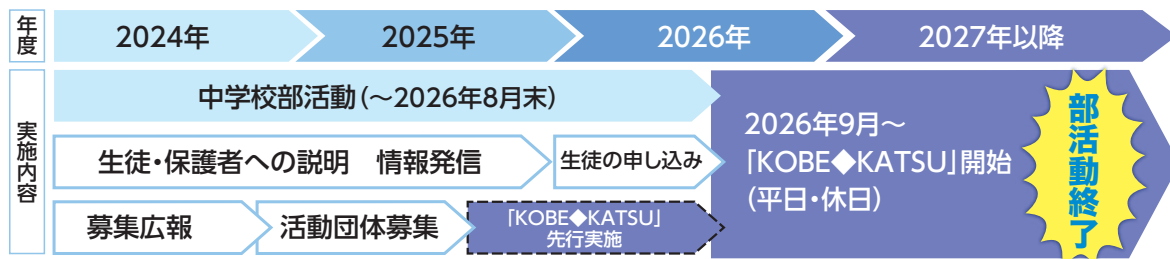 年度
2024年
2025年
2026年
2027年以降
実施内容
中学校部活動(〜2026年8月末)
生徒・保護者への説明　情報発信
生徒の申し込み
募集広報
活動団体募集
「KOBE◆KATSU」
先行実施
2026年9月〜
「KOBE◆KATSU」開始
(平日・休日)
部活動終了